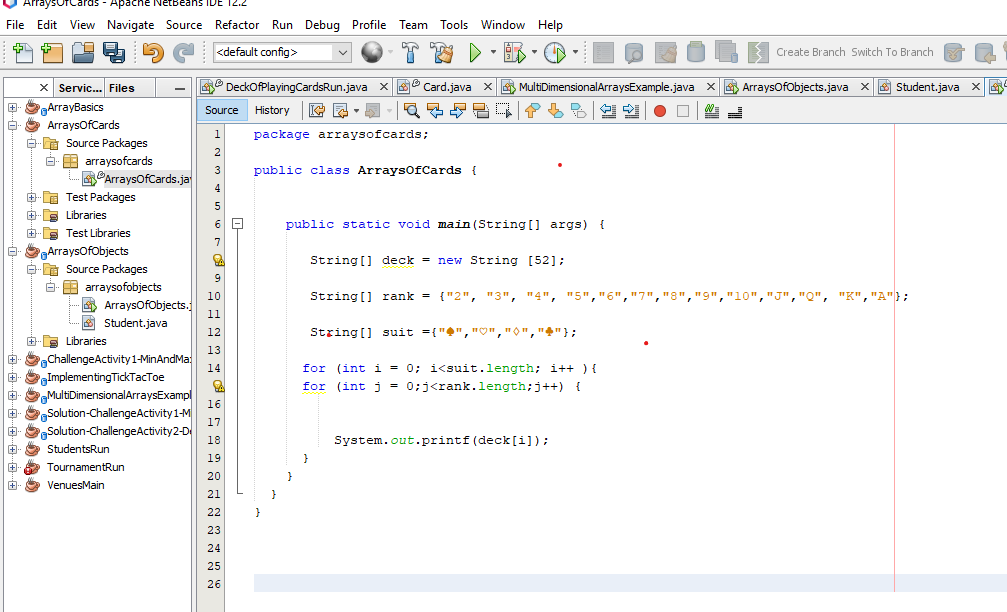 ArraysOfCards - Apache NetBeans IDE 12.2
File Edit View Navigate Source Refactor Run Debug Profile Team Tools Window Help
<default config> Create Branch Switch To Branch
Servic... Files
DeckOfPlayingCardsRun.java Card.java MultiDimensionalArraysExample.java ArraysOfObjects.java Student.java
Source History
ArrayBasics
ArraysOfCards
Source Packages
arraysofcards
ArraysOfCards.jav
Test Packages
Libraries
Test Libraries
ArraysOfObjects
Source Packages
arraysofobjects
ArraysOfObjects.j
Student.java
Libraries
ChallengeActivity1-MinAndMa
ImplementingTickTacToe
MultiDimensionalArraysExampl
Solution-ChallengeActivity1-M
Solution-ChallengeActivity2-De
StudentsRun
TournamentRun
VenuesMain
1 package arraysofcards;
2
3 public class ArraysOfCards {
4
5
6 public static void main(String[] args) {
7
String[] deck = new String [52];
9
10 String[] rank = {"2", "3", "4", "5","6","7","8","9","10","J","Q", "K","A"};
11
12 String[] suit ={"♠","♡","♢","♣"};
13
14 for (int i = 0; i<suit.length; i++ ){
for (int j = 0;j<rank.length;j++) {
16
17
18 System.out.printf(deck[i]);
19 }
20 }
21 }
22 }
23
24
25
26